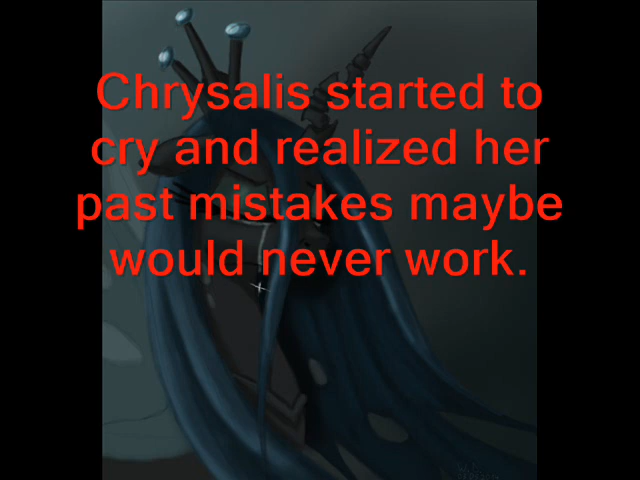 Chrysalis started to
cry and realized her
past mistakes maybe
would never work.